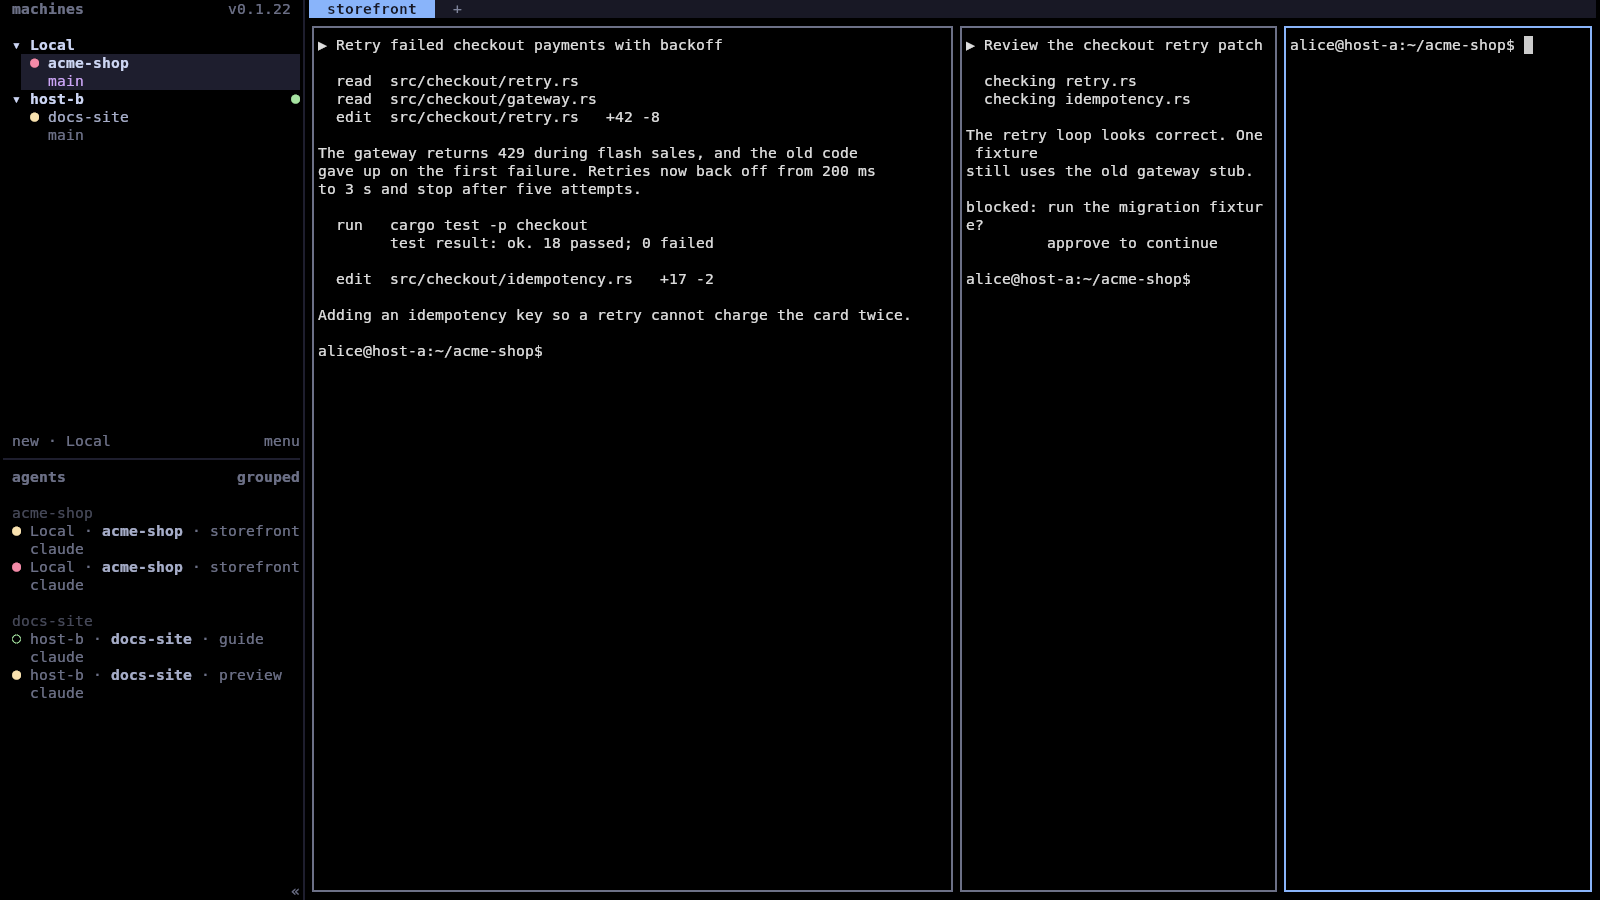 machines v0.1.22
▾ Local
acme-shop
main
▾ host-b
docs-site
main
new · Local menu
agents grouped
acme-shop
Local · acme-shop · storefront
claude
Local · acme-shop · storefront
claude
docs-site
host-b · docs-site · guide
claude
host-b · docs-site · preview
claude
«
storefront +
▶ Retry failed checkout payments with backoff
read src/checkout/retry.rs
read src/checkout/gateway.rs
edit src/checkout/retry.rs +42 -8
The gateway returns 429 during flash sales, and the old code
gave up on the first failure. Retries now back off from 200 ms
to 3 s and stop after five attempts.
run cargo test -p checkout
test result: ok. 18 passed; 0 failed
edit src/checkout/idempotency.rs +17 -2
Adding an idempotency key so a retry cannot charge the card twice.
alice@host-a:~/acme-shop$
▶ Review the checkout retry patch
checking retry.rs
checking idempotency.rs
The retry loop looks correct. One
fixture
still uses the old gateway stub.
blocked: run the migration fixtur
e?
approve to continue
alice@host-a:~/acme-shop$
alice@host-a:~/acme-shop$